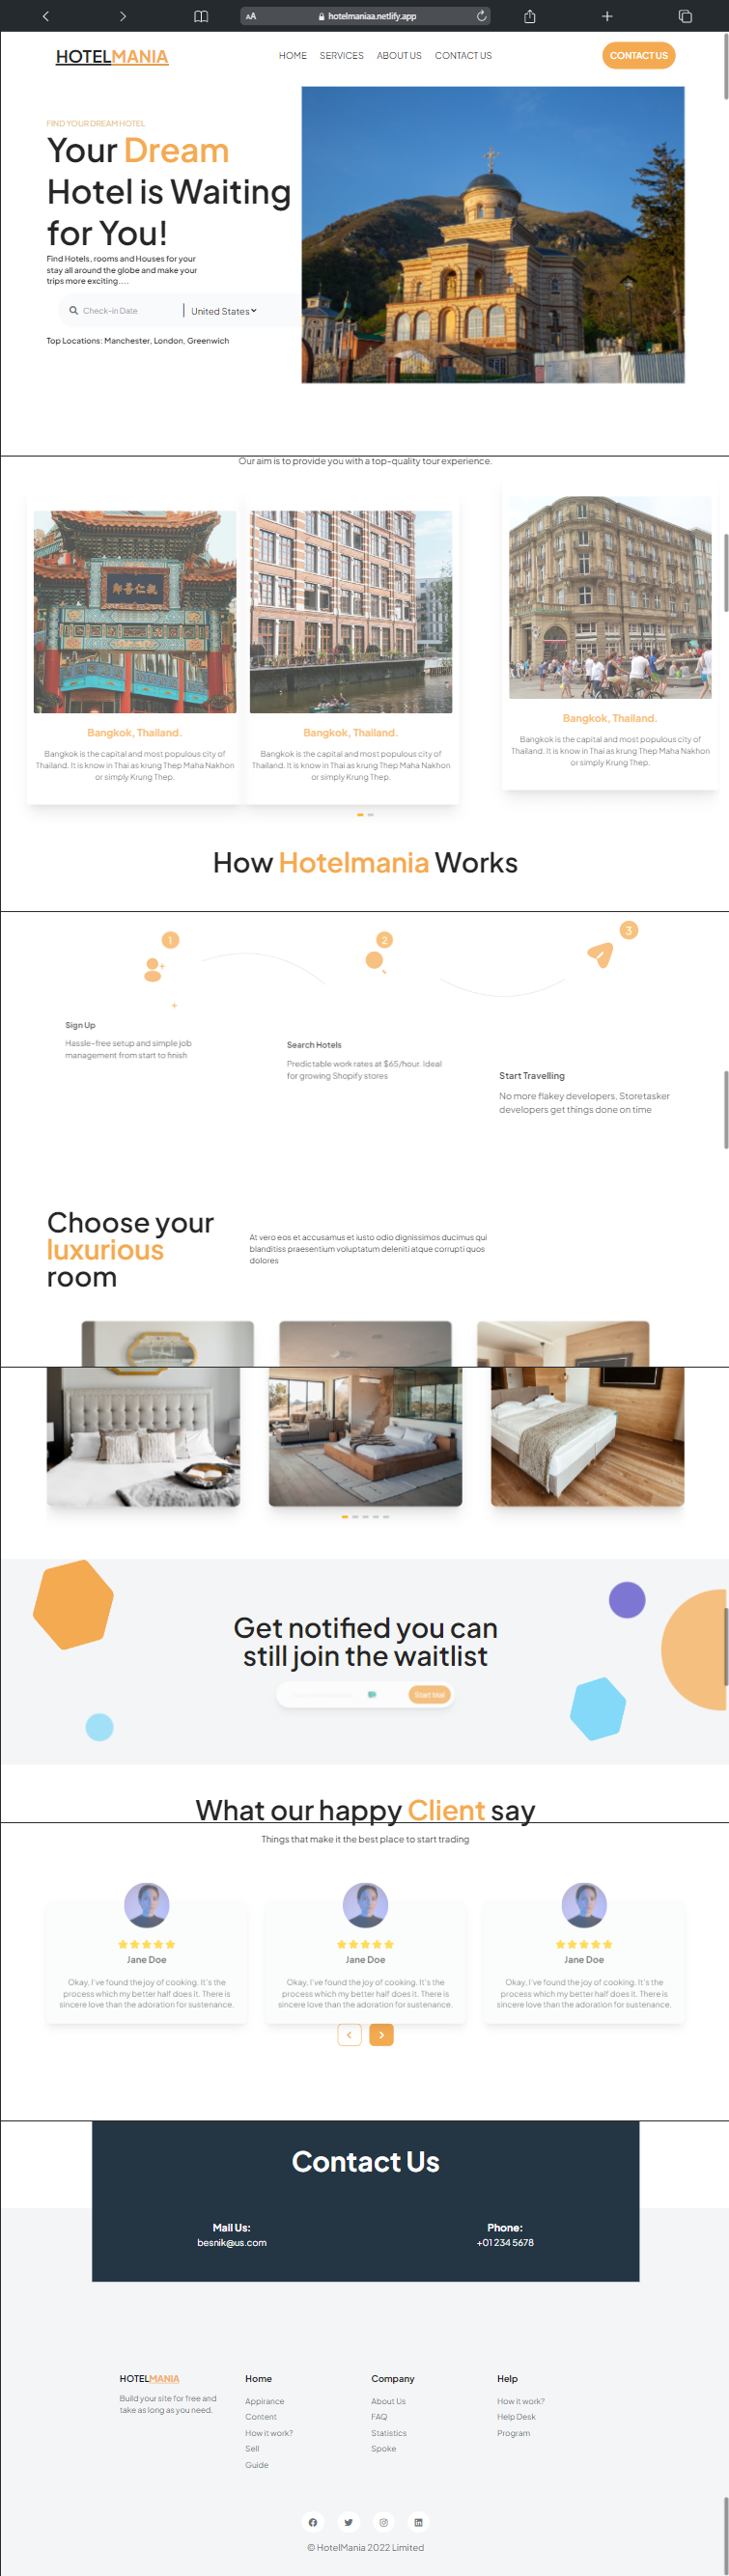 AA hotelmaniaa.netlify.app
HOTELMANIA
HOME SERVICES ABOUT US CONTACT US
CONTACT US
FIND YOUR DREAM HOTEL
Your Dream
Hotel is Waiting
for You!
Find Hotels, rooms and Houses for your
stay all around the globe and make your
trips more exciting....
Check-in Date
United States
Top Locations: Manchester, London, Greenwich
Our aim is to provide you with a top-quality tour experience.
Bangkok, Thailand.
Bangkok is the capital and most populous city of
Thailand. It is know in Thai as krung Thep Maha Nakhon
or simply Krung Thep.
Bangkok, Thailand.
Bangkok is the capital and most populous city of
Thailand. It is know in Thai as krung Thep Maha Nakhon
or simply Krung Thep.
Bangkok, Thailand.
Bangkok is the capital and most populous city of
Thailand. It is know in Thai as krung Thep Maha Nakhon
or simply Krung Thep.
How Hotelmania Works
1
2
3
Sign Up
Hassle-free setup and simple job
management from start to finish
Search Hotels
Predictable work rates at $65/hour. Ideal
for growing Shopify stores
Start Travelling
No more flakey developers, Storetasker
developers get things done on time
Choose your
luxurious
room
At vero eos et accusamus et iusto odio dignissimos ducimus qui
blanditiis praesentium voluptatum deleniti atque corrupti quos
dolores
Get notified you can
still join the waitlist
Start trial
What our happy Client say
Things that make it the best place to start trading
Jane Doe
Okay, I've found the joy of cooking. It's the
process which my better half does it. There is
sincere love than the adoration for sustenance.
Jane Doe
Okay, I've found the joy of cooking. It's the
process which my better half does it. There is
sincere love than the adoration for sustenance.
Jane Doe
Okay, I've found the joy of cooking. It's the
process which my better half does it. There is
sincere love than the adoration for sustenance.
Contact Us
Mail Us:
besnik@us.com
Phone:
+01 234 5678
HOTELMANIA
Build your site for free and
take as long as you need.
Home
Appirance
Content
How it work?
Sell
Guide
Company
About Us
FAQ
Statistics
Spoke
Help
How it work?
Help Desk
Program
© HotelMania 2022 Limited